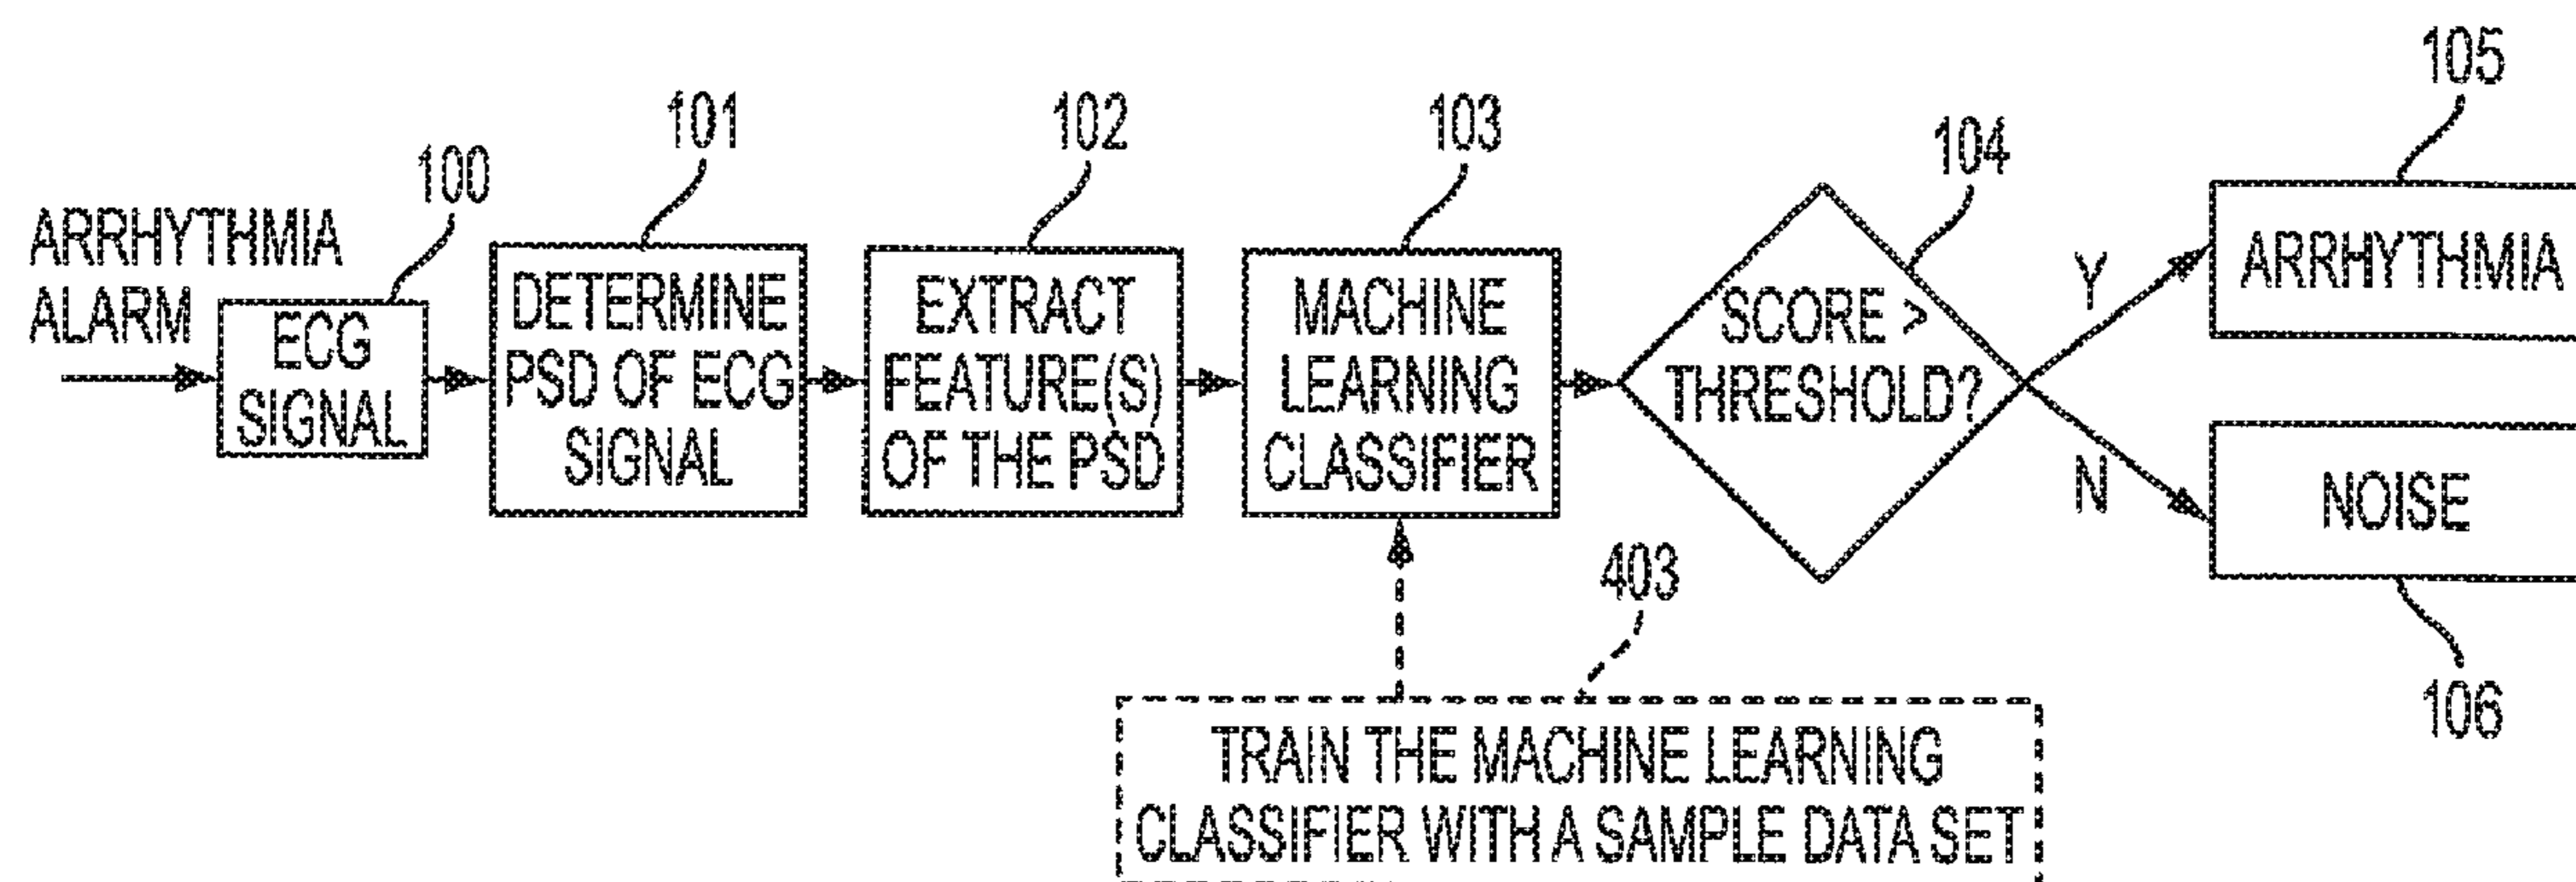 ARRHYTHMIA
ALARM
100
ECG
SIGNAL
101
DETERMINE
PSD OF ECG
SIGNAL
102
EXTRACT
FEATURE(S)
OF THE PSD
103
MACHINE
LEARNING
CLASSIFIER
104
SCORE >
THRESHOLD?
Y
N
105
ARRHYTHMIA
NOISE
106
403
TRAIN THE MACHINE LEARNING
CLASSIFIER WITH A SAMPLE DATA SET